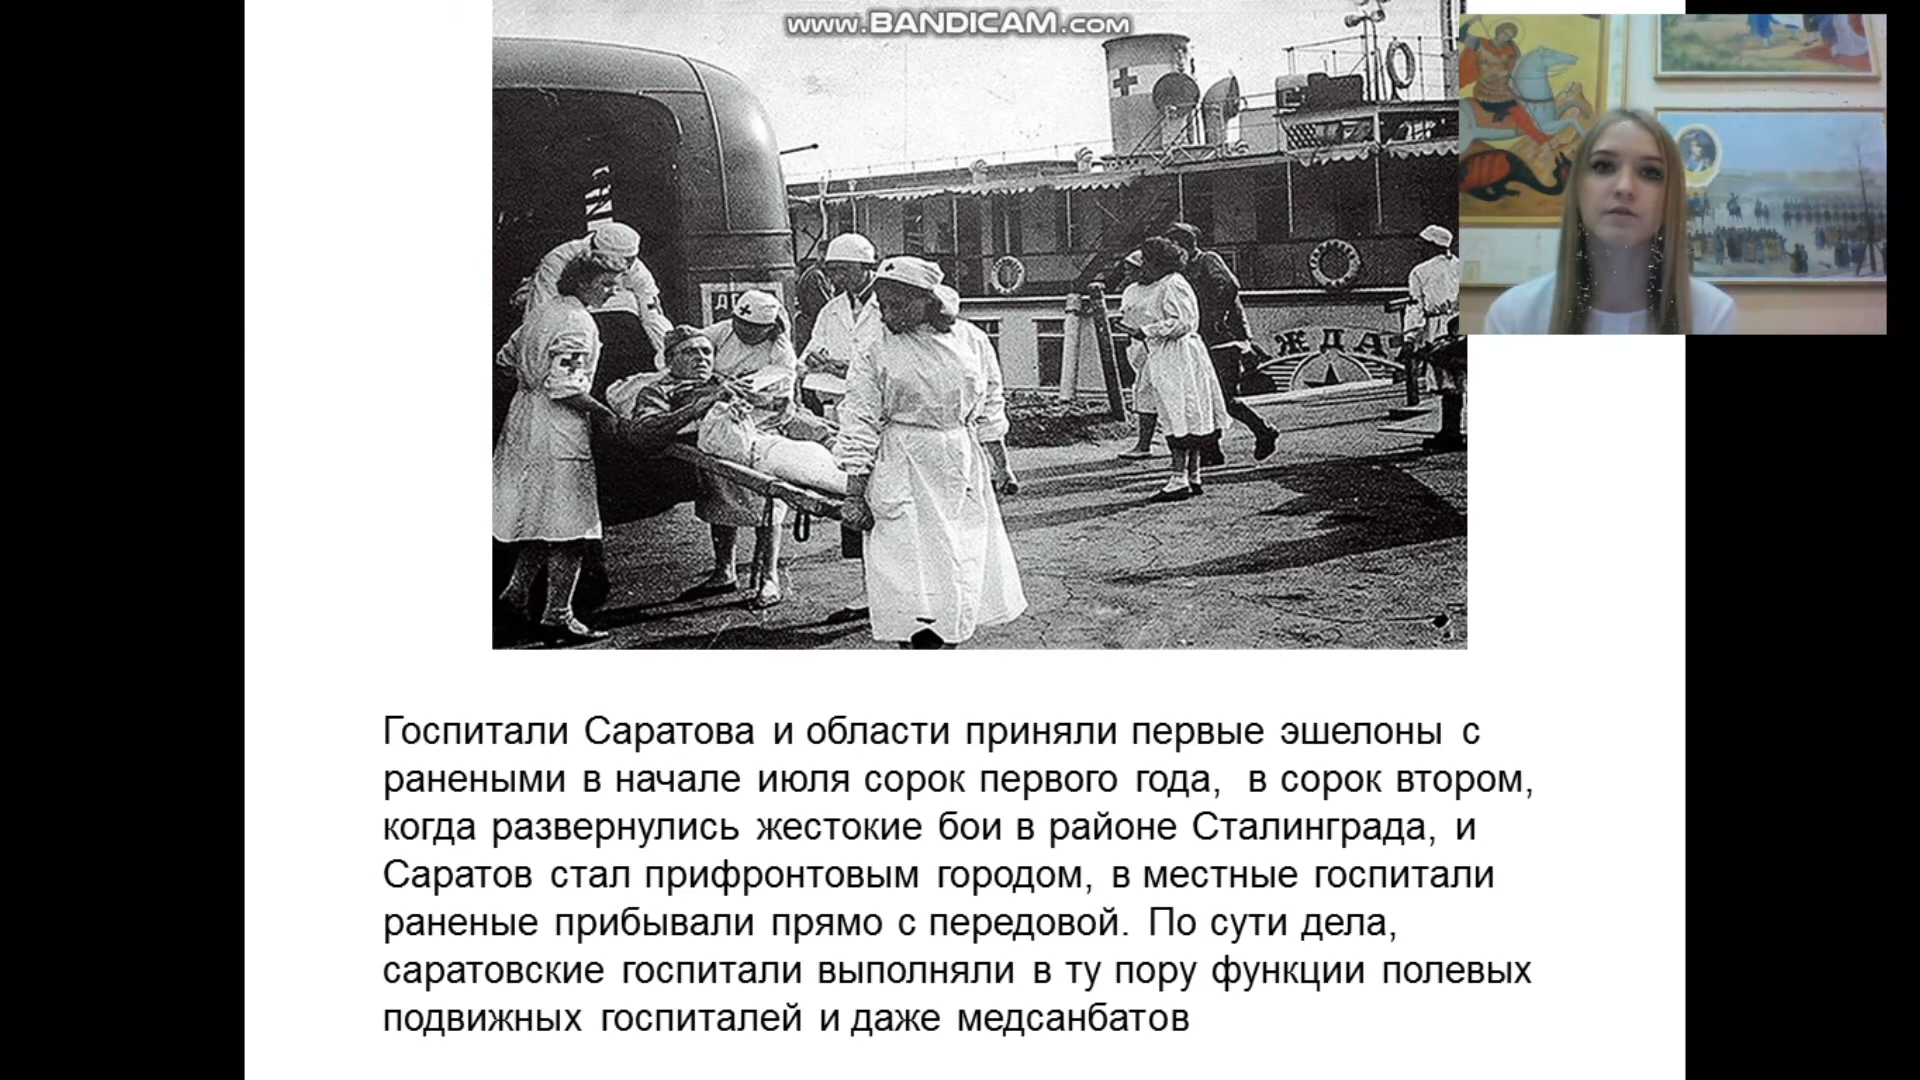 www.BANDICAM.com
ЖДА
Госпитали Саратова и области приняли первые эшелоны с
ранеными в начале июля сорок первого года, в сорок втором,
когда развернулись жестокие бои в районе Сталинграда, и
Саратов стал прифронтовым городом, в местные госпитали
раненые прибывали прямо с передовой. По сути дела,
саратовские госпитали выполняли в ту пору функции полевых
подвижных госпиталей и даже медсанбатов